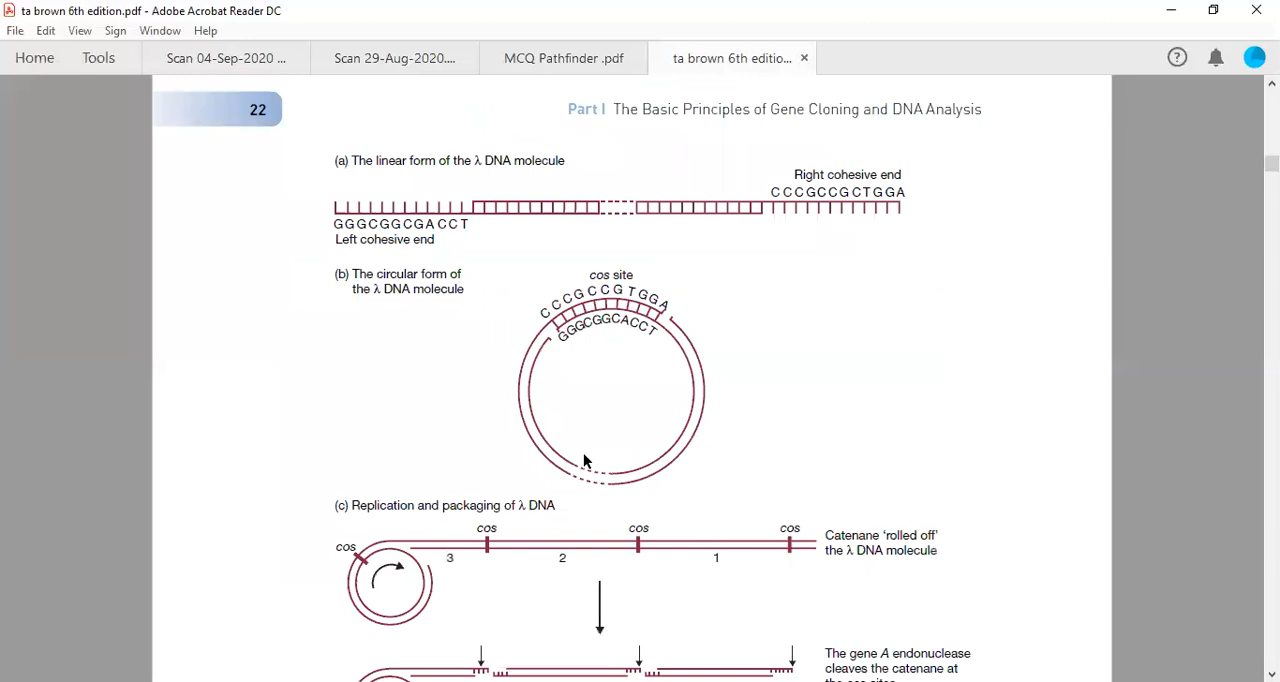 ta brown 6th edition.pdf - Adobe Acrobat Reader DC
File Edit View Sign Window Help
Home Tools Scan 04-Sep-2020 ... Scan 29-Aug-2020.... MCQ Pathfinder .pdf ta brown 6th editio... ×
22
Part I The Basic Principles of Gene Cloning and DNA Analysis
(a) The linear form of the λ DNA molecule
Right cohesive end
CCCGCCGCTGGA
GGGCGGCGACCT
Left cohesive end
(b) The circular form of
the λ DNA molecule
cos site
CCCGCCGTGGA
GGGCGGCACCT
(c) Replication and packaging of λ DNA
cos cos cos cos
Catenane 'rolled off'
the λ DNA molecule
3 2 1
The gene A endonuclease
cleaves the catenane at
the cos sites